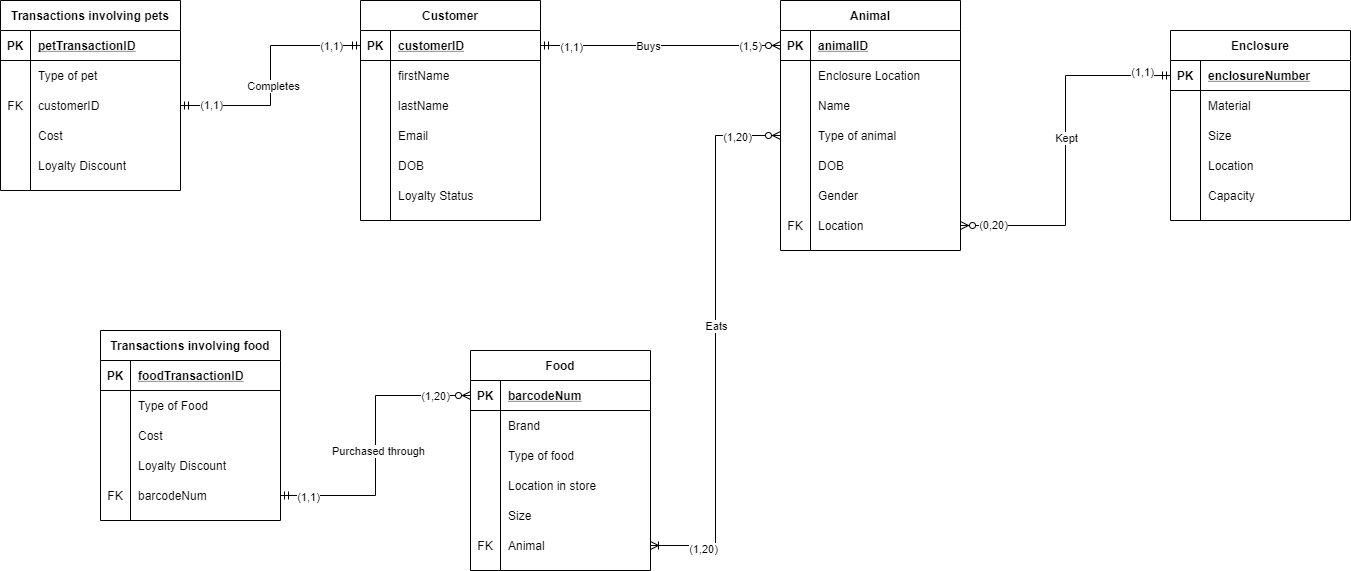 Transactions involving pets
PK petTransactionID
Type of pet
FK customerID
Cost
Loyalty Discount
(1,1)
Completes
(1,1)
Customer
PK customerID
firstName
lastName
Email
DOB
Loyalty Status
(1,1)
Buys
(1,5)
Animal
PK animalID
Enclosure Location
Name
Type of animal
DOB
Gender
FK Location
(1,1)
Kept
(0,20)
Enclosure
PK enclosureNumber
Material
Size
Location
Capacity
(1,20)
Eats
(1,20)
Transactions involving food
PK foodTransactionID
Type of Food
Cost
Loyalty Discount
FK barcodeNum
(1,20)
Purchased through
(1,1)
Food
PK barcodeNum
Brand
Type of food
Location in store
Size
FK Animal